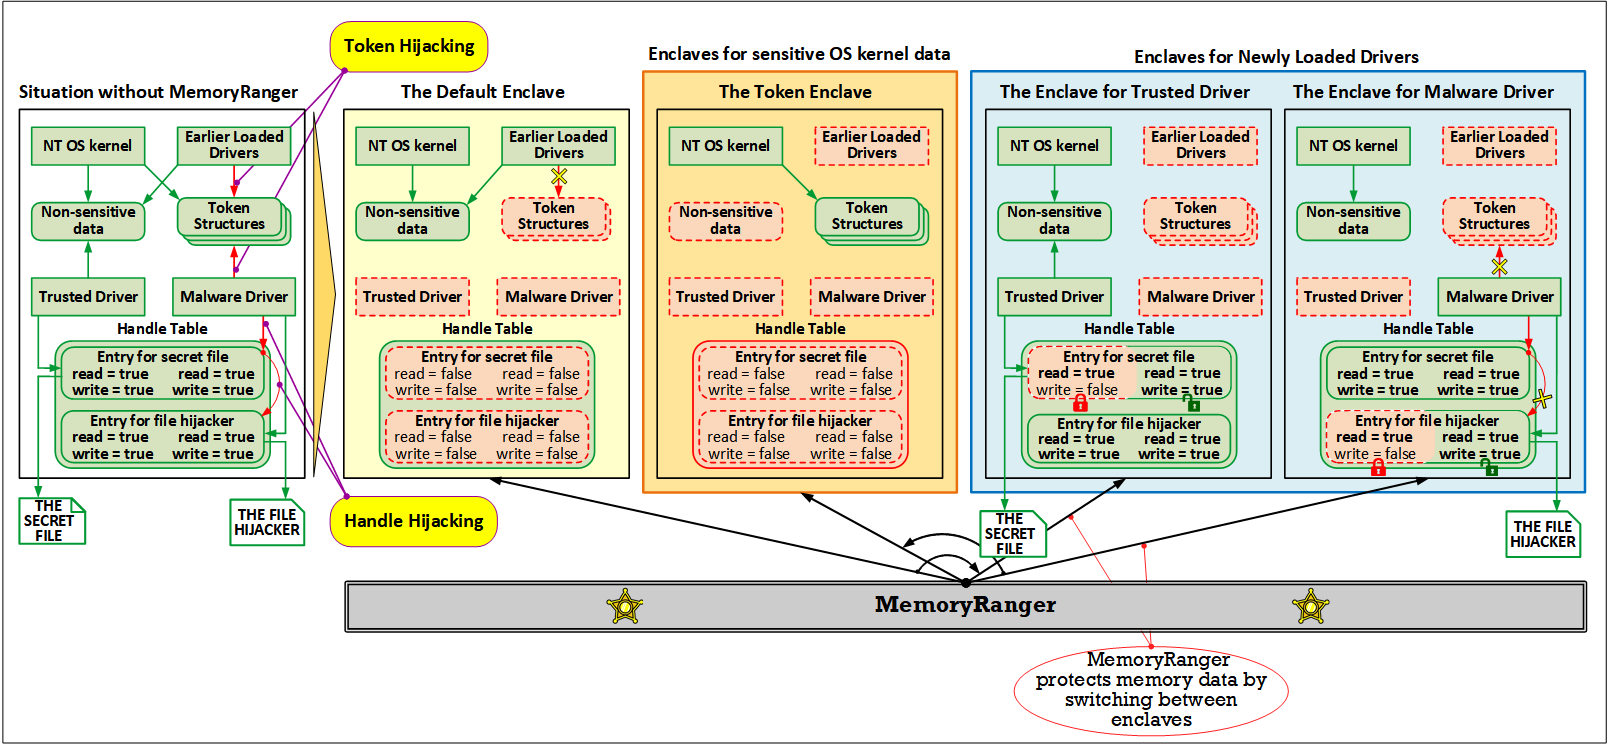 Token Hijacking
Enclaves for sensitive OS kernel data
Enclaves for Newly Loaded Drivers
Situation without MemoryRanger
NT OS kernel
Earlier Loaded
Drivers
Non-sensitive
data
Token
Structures
Trusted Driver
Malware Driver
Handle Table
Entry for secret file
read = true read = true
write = true write = true
Entry for file hijacker
read = true read = true
write = true write = true
THE
SECRET
FILE
THE FILE
HIJACKER
Handle Hijacking
The Default Enclave
NT OS kernel
Earlier Loaded
Drivers
Non-sensitive
data
Token
Structures
Trusted Driver
Malware Driver
Handle Table
Entry for secret file
read = false read = false
write = false write = false
Entry for file hijacker
read = false read = false
write = false write = false
The Token Enclave
NT OS kernel
Earlier Loaded
Drivers
Non-sensitive
data
Token
Structures
Trusted Driver
Malware Driver
Handle Table
Entry for secret file
read = false read = false
write = false write = false
Entry for file hijacker
read = false read = false
write = false write = false
The Enclave for Trusted Driver
NT OS kernel
Earlier Loaded
Drivers
Non-sensitive
data
Token
Structures
Trusted Driver
Malware Driver
Handle Table
Entry for secret file
read = true read = true
write = false write = true
Entry for file hijacker
read = true read = true
write = true write = true
THE
SECRET
FILE
The Enclave for Malware Driver
NT OS kernel
Earlier Loaded
Drivers
Non-sensitive
data
Token
Structures
Trusted Driver
Malware Driver
Handle Table
Entry for secret file
read = true read = true
write = true write = true
Entry for file hijacker
read = true read = true
write = false write = true
THE FILE
HIJACKER
MemoryRanger
MemoryRanger
protects memory data by
switching between
enclaves